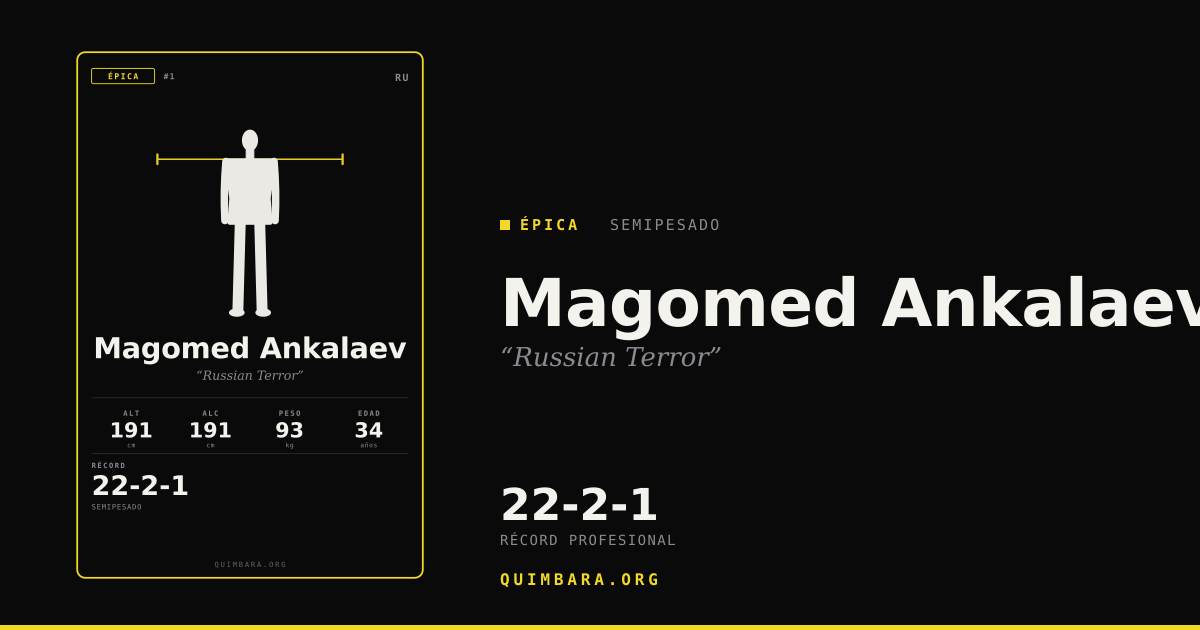 ÉPICA #1 RU
Magomed Ankalaev
“Russian Terror”
ALT ALC PESO EDAD
191 191 93 34
cm cm kg años
RÉCORD
22-2-1
SEMIPESADO
QUIMBARA.ORG
ÉPICA SEMIPESADO
Magomed Ankalaev
“Russian Terror”
22-2-1
RÉCORD PROFESIONAL
QUIMBARA.ORG